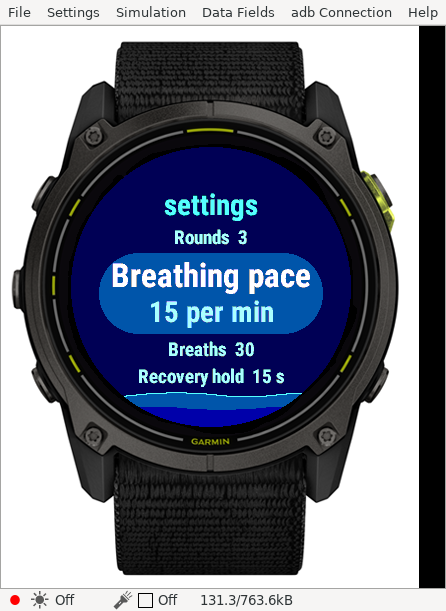 File Settings Simulation Data Fields adb Connection Help
settings
Rounds 3
Breathing pace
15 per min
Breaths 30
Recovery hold 15 s
GARMIN
Off Off 131.3/763.6kB